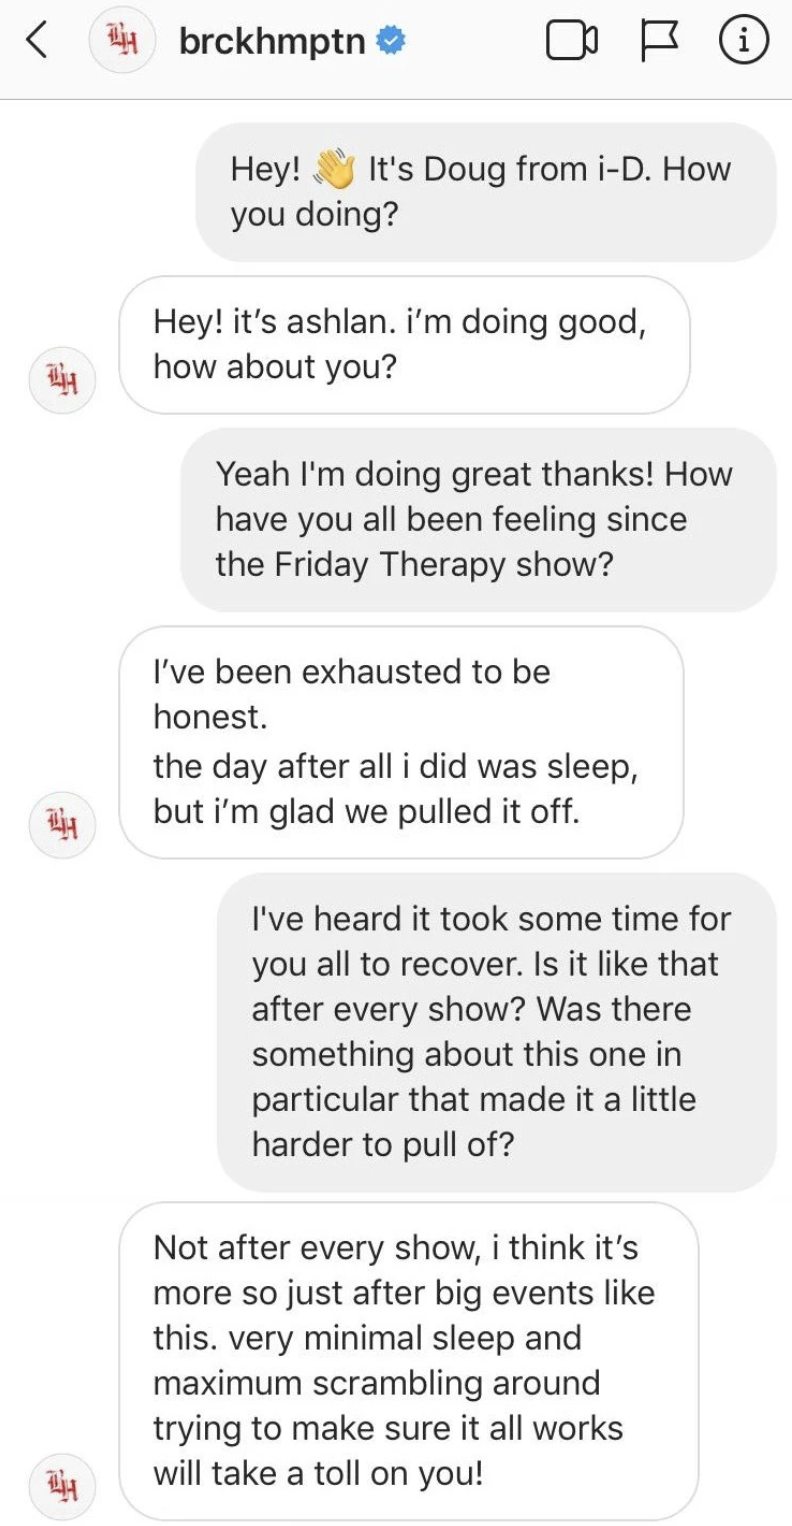 brckhmptn
Hey! 👋 It's Doug from i-D. How
you doing?
Hey! it’s ashlan. i’m doing good,
how about you?
Yeah I'm doing great thanks! How
have you all been feeling since
the Friday Therapy show?
I’ve been exhausted to be
honest.
the day after all i did was sleep,
but i’m glad we pulled it off.
I've heard it took some time for
you all to recover. Is it like that
after every show? Was there
something about this one in
particular that made it a little
harder to pull of?
Not after every show, i think it’s
more so just after big events like
this. very minimal sleep and
maximum scrambling around
trying to make sure it all works
will take a toll on you!